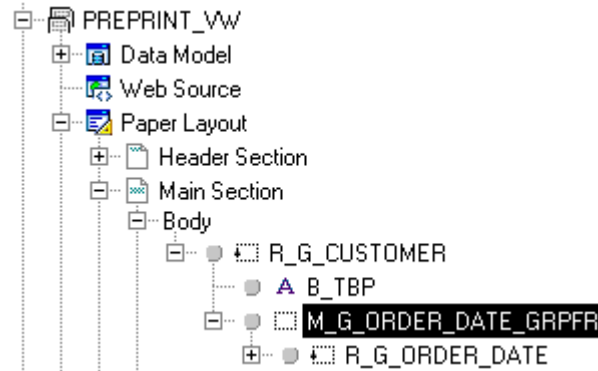 PREPRINT_VW
Data Model
Web Source
Paper Layout
Header Section
Main Section
Body
R_G_CUSTOMER
A B_TBP
M_G_ORDER_DATE_GRPFR
R_G_ORDER_DATE